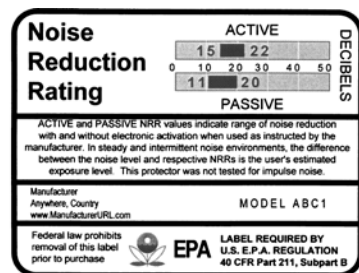 Noise
Reduction
Rating
ACTIVE
15 22
0 10 20 30 40 50
11 20
PASSIVE
DECIBELS
ACTIVE and PASSIVE NRR values indicate range of noise reduction
with and without electronic activation when used as instructed by the
manufacturer. In steady and intermittent noise environments, the difference
between the noise level and respective NRRs is the user's estimated
exposure level. This protector was not tested for impulse noise.
Manufacturer
Anywhere, Country
www.ManufacturerURL.com
MODEL ABC1
Federal law prohibits
removal of this label
prior to purchase
EPA
LABEL REQUIRED BY
U.S. E.P.A. REGULATION
40 CFR Part 211, Subpart B